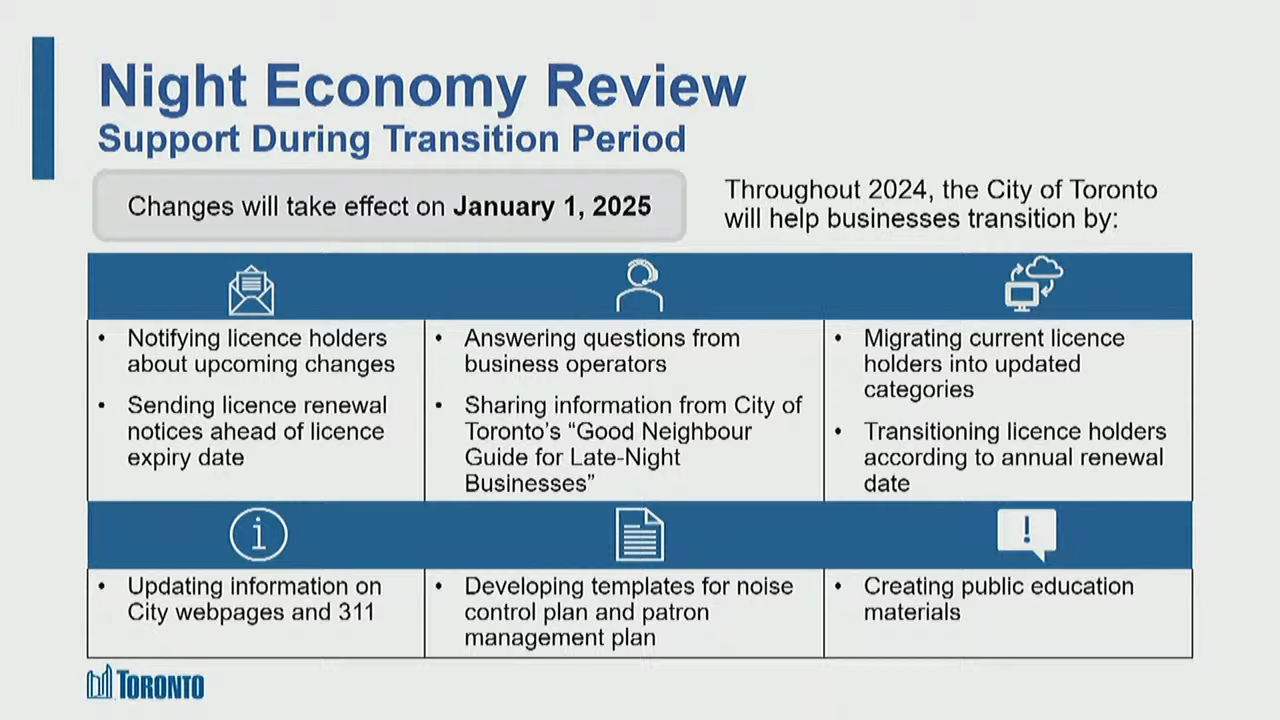 Night Economy Review
Support During Transition Period
Changes will take effect on January 1, 2025
Throughout 2024, the City of Toronto
will help businesses transition by:
• Notifying licence holders
about upcoming changes
• Sending licence renewal
notices ahead of licence
expiry date
• Answering questions from
business operators
• Sharing information from City of
Toronto's “Good Neighbour
Guide for Late-Night
Businesses”
• Migrating current licence
holders into updated
categories
• Transitioning licence holders
according to annual renewal
date
i
!
• Updating information on
City webpages and 311
• Developing templates for noise
control plan and patron
management plan
• Creating public education
materials
TORONTO